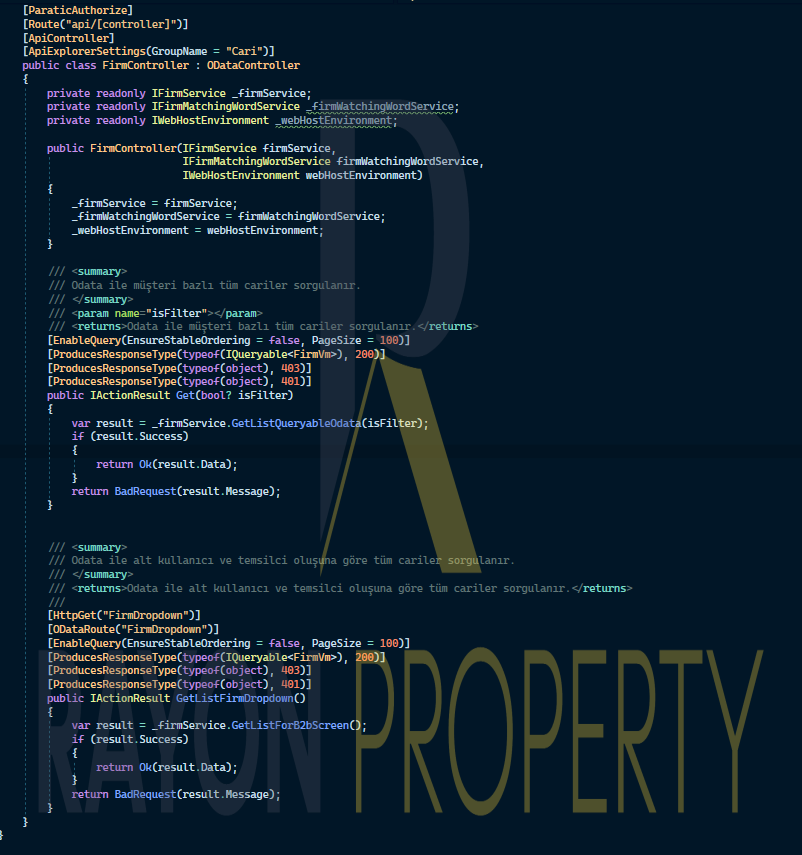 [ParaticAuthorize]
[Route("api/[controller]")]
[ApiController]
[ApiExplorerSettings(GroupName = "Cari")]
public class FirmController : ODataController
{
private readonly IFirmService _firmService;
private readonly IFirmMatchingWordService _firmWatchingWordService;
private readonly IWebHostEnvironment _webHostEnvironment;
public FirmController(IFirmService firmService,
IFirmMatchingWordService firmWatchingWordService,
IWebHostEnvironment webHostEnvironment)
{
_firmService = firmService;
_firmWatchingWordService = firmWatchingWordService;
_webHostEnvironment = webHostEnvironment;
}
/// <summary>
/// Odata ile müşteri bazlı tüm cariler sorgulanır.
/// </summary>
/// <param name="isFilter"></param>
/// <returns>Odata ile müşteri bazlı tüm cariler sorgulanır.</returns>
[EnableQuery(EnsureStableOrdering = false, PageSize = 100)]
[ProducesResponseType(typeof(IQueryable<FirmVm>), 200)]
[ProducesResponseType(typeof(object), 403)]
[ProducesResponseType(typeof(object), 401)]
public IActionResult Get(bool? isFilter)
{
var result = _firmService.GetListQueryableOdata(isFilter);
if (result.Success)
{
return Ok(result.Data);
}
return BadRequest(result.Message);
}
/// <summary>
/// Odata ile alt kullanıcı ve temsilci oluşuna göre tüm cariler sorgulanır.
/// </summary>
/// <returns>Odata ile alt kullanıcı ve temsilci oluşuna göre tüm cariler sorgulanır.</returns>
///
[HttpGet("FirmDropdown")]
[ODataRoute("FirmDropdown")]
[EnableQuery(EnsureStableOrdering = false, PageSize = 100)]
[ProducesResponseType(typeof(IQueryable<FirmVm>), 200)]
[ProducesResponseType(typeof(object), 403)]
[ProducesResponseType(typeof(object), 401)]
public IActionResult GetListFirmDropdown()
{
var result = _firmService.GetListForB2bScreen();
if (result.Success)
{
return Ok(result.Data);
}
return BadRequest(result.Message);
}
}
}
RAYON PROPERTY